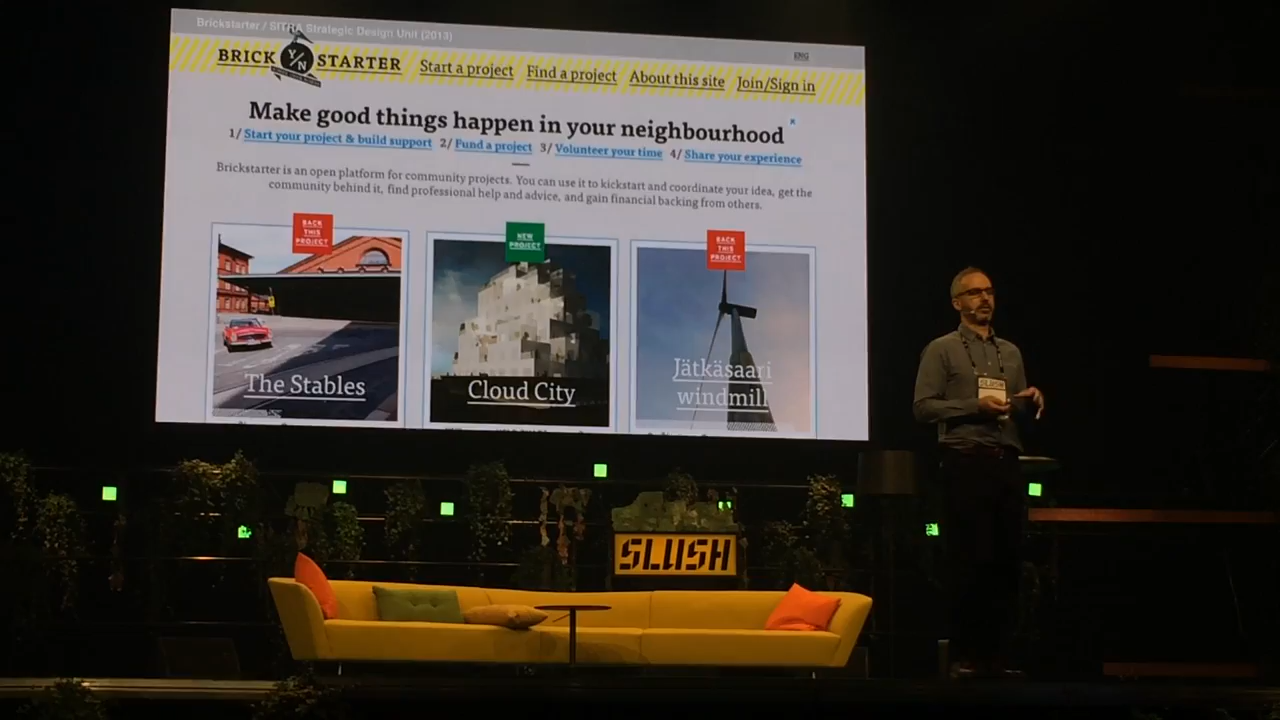 Brickstarter / SITRA Strategic Design Unit (2013)
ENG
BRICK Y/N STARTER Start a project Find a project About this site Join/Sign in
Make good things happen in your neighbourhood x
1/ Start your project & build support 2/ Fund a project 3/ Volunteer your time 4/ Share your experience
Brickstarter is an open platform for community projects. You can use it to kickstart and coordinate your idea, get the
community behind it, find professional help and advice, and gain financial backing from others.
BACK
THIS
PROJECT
The Stables
NEW
PROJECT
Cloud City
BACK
THIS
PROJECT
Jätkäsaari
windmill
SLUSH
SLUSH